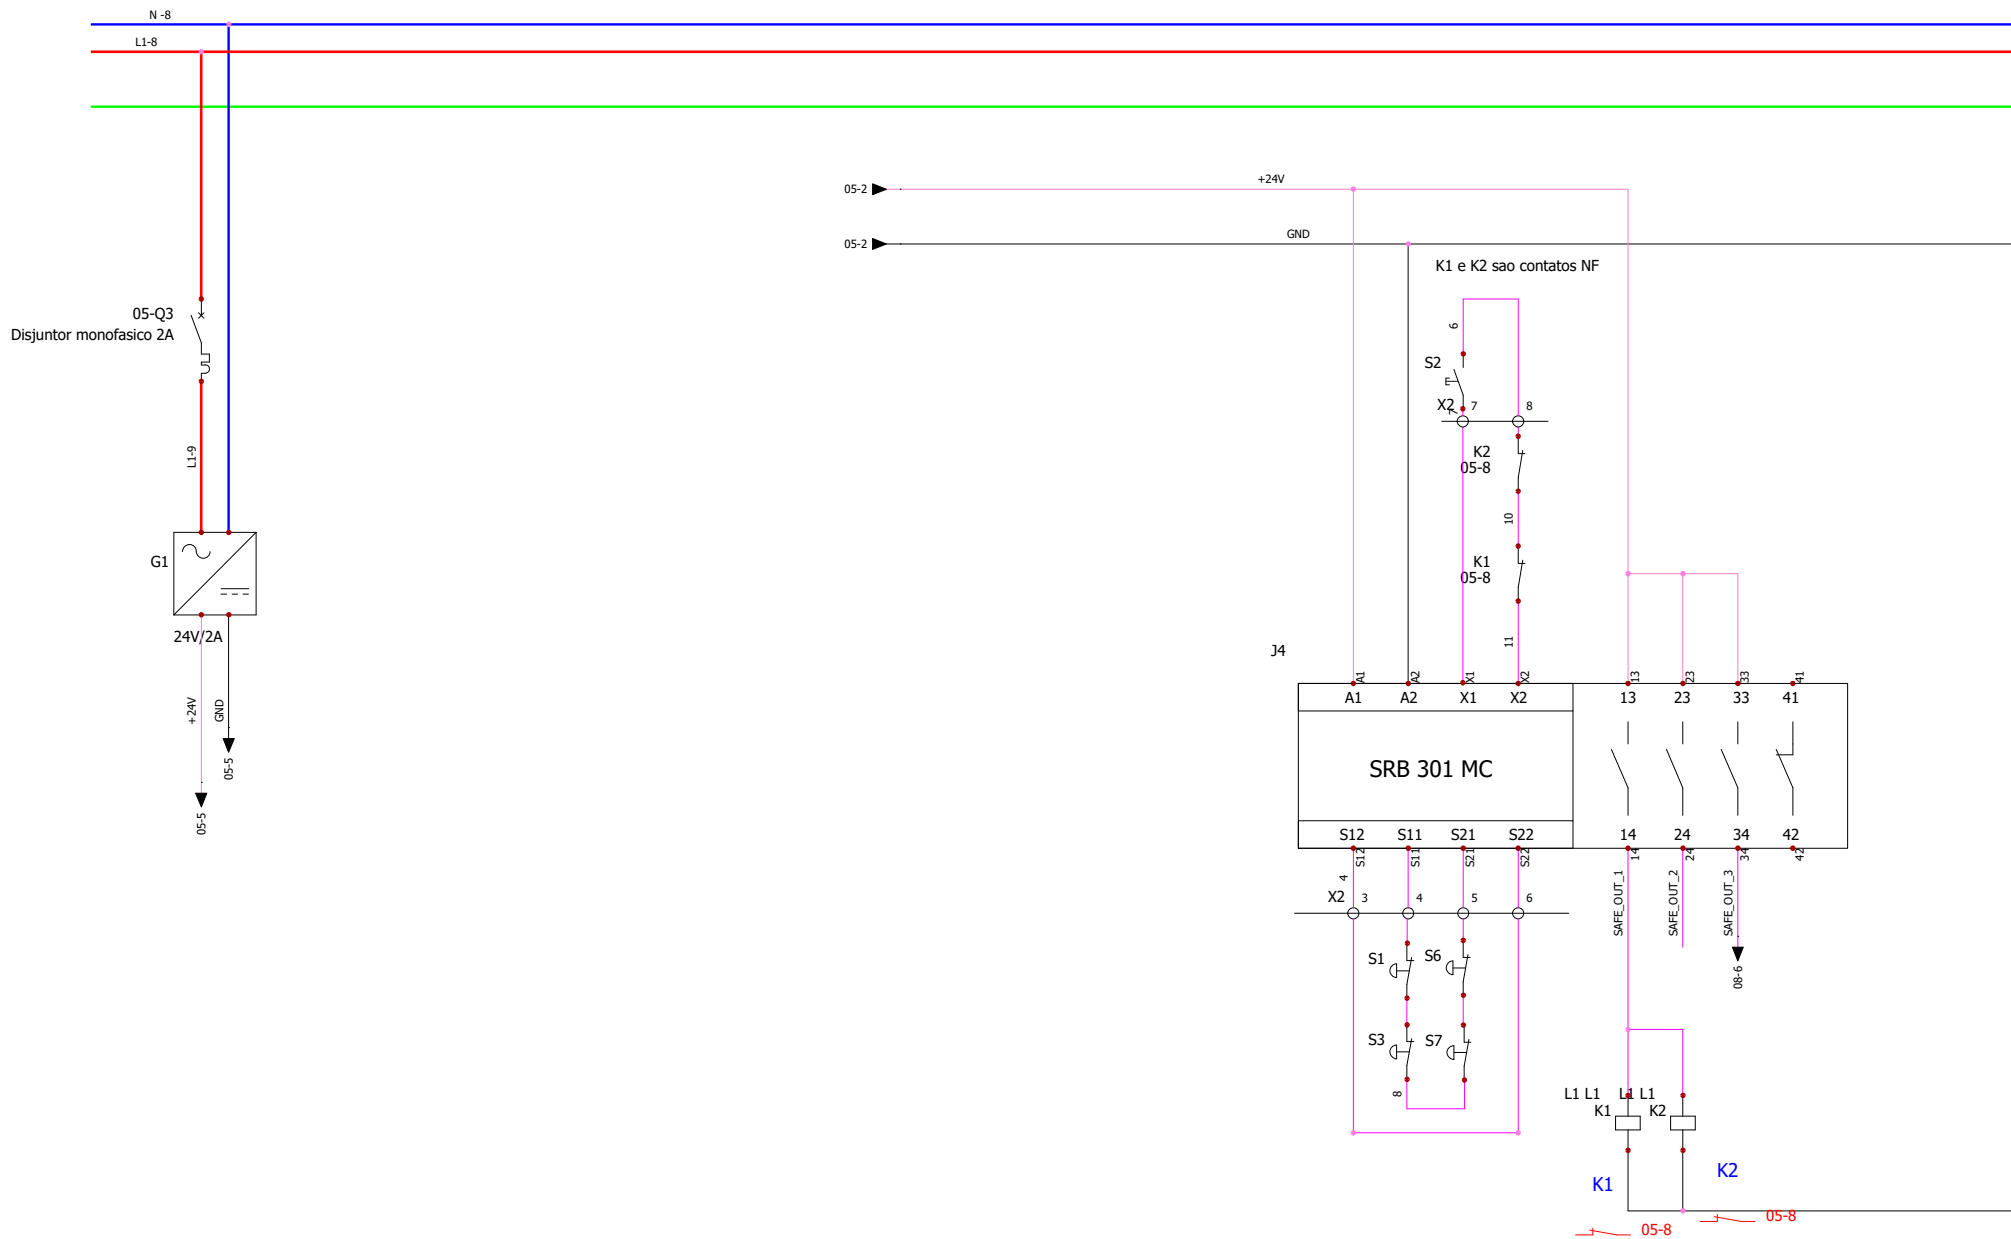 N -8
L1-8
05-2
+24V
05-2
GND
K1 e K2 sao contatos NF
05-Q3
Disjuntor monofasico 2A
6
S2
X2
7
7
8
L1-9
K2
05-8
10
G1
K1
05-8
24V/2A
11
J4
+24V
GND
05-5
05-5
A1
A2
X1
X2
13
23
33
41
A1
A2
X1
X2
13
23
33
41
SRB 301 MC
S12
S11
S21
S22
14
24
34
42
S12
S11
S21
S22
14
24
34
42
4
X2
3
4
5
6
SAFE_OUT_1
SAFE_OUT_2
SAFE_OUT_3
S1
S6
08-6
S3
S7
8
L1 L1
L1 L1
K1
K2
K1
K2
05-8
05-8